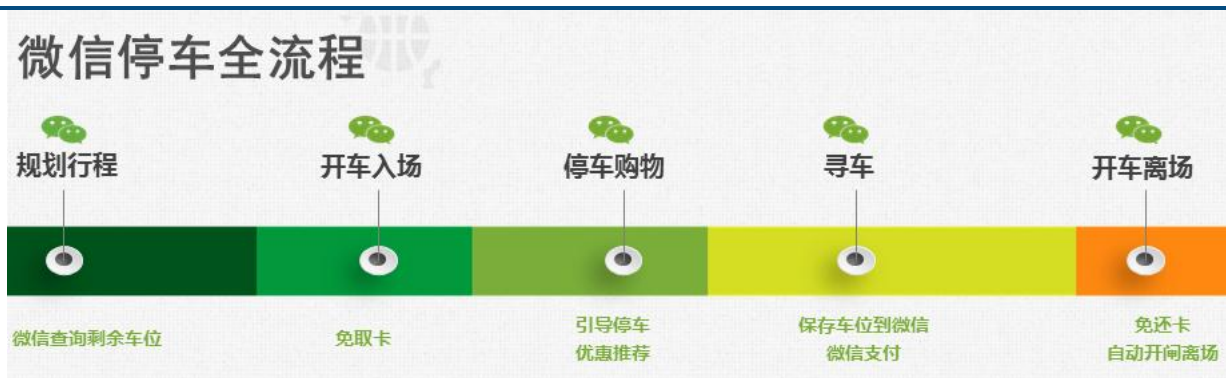 微信停车全流程
规划行程
开车入场
停车购物
寻车
开车离场
微信查询剩余车位
免取卡
引导停车
优惠推荐
保存车位到微信
微信支付
免还卡
自动开闸离场